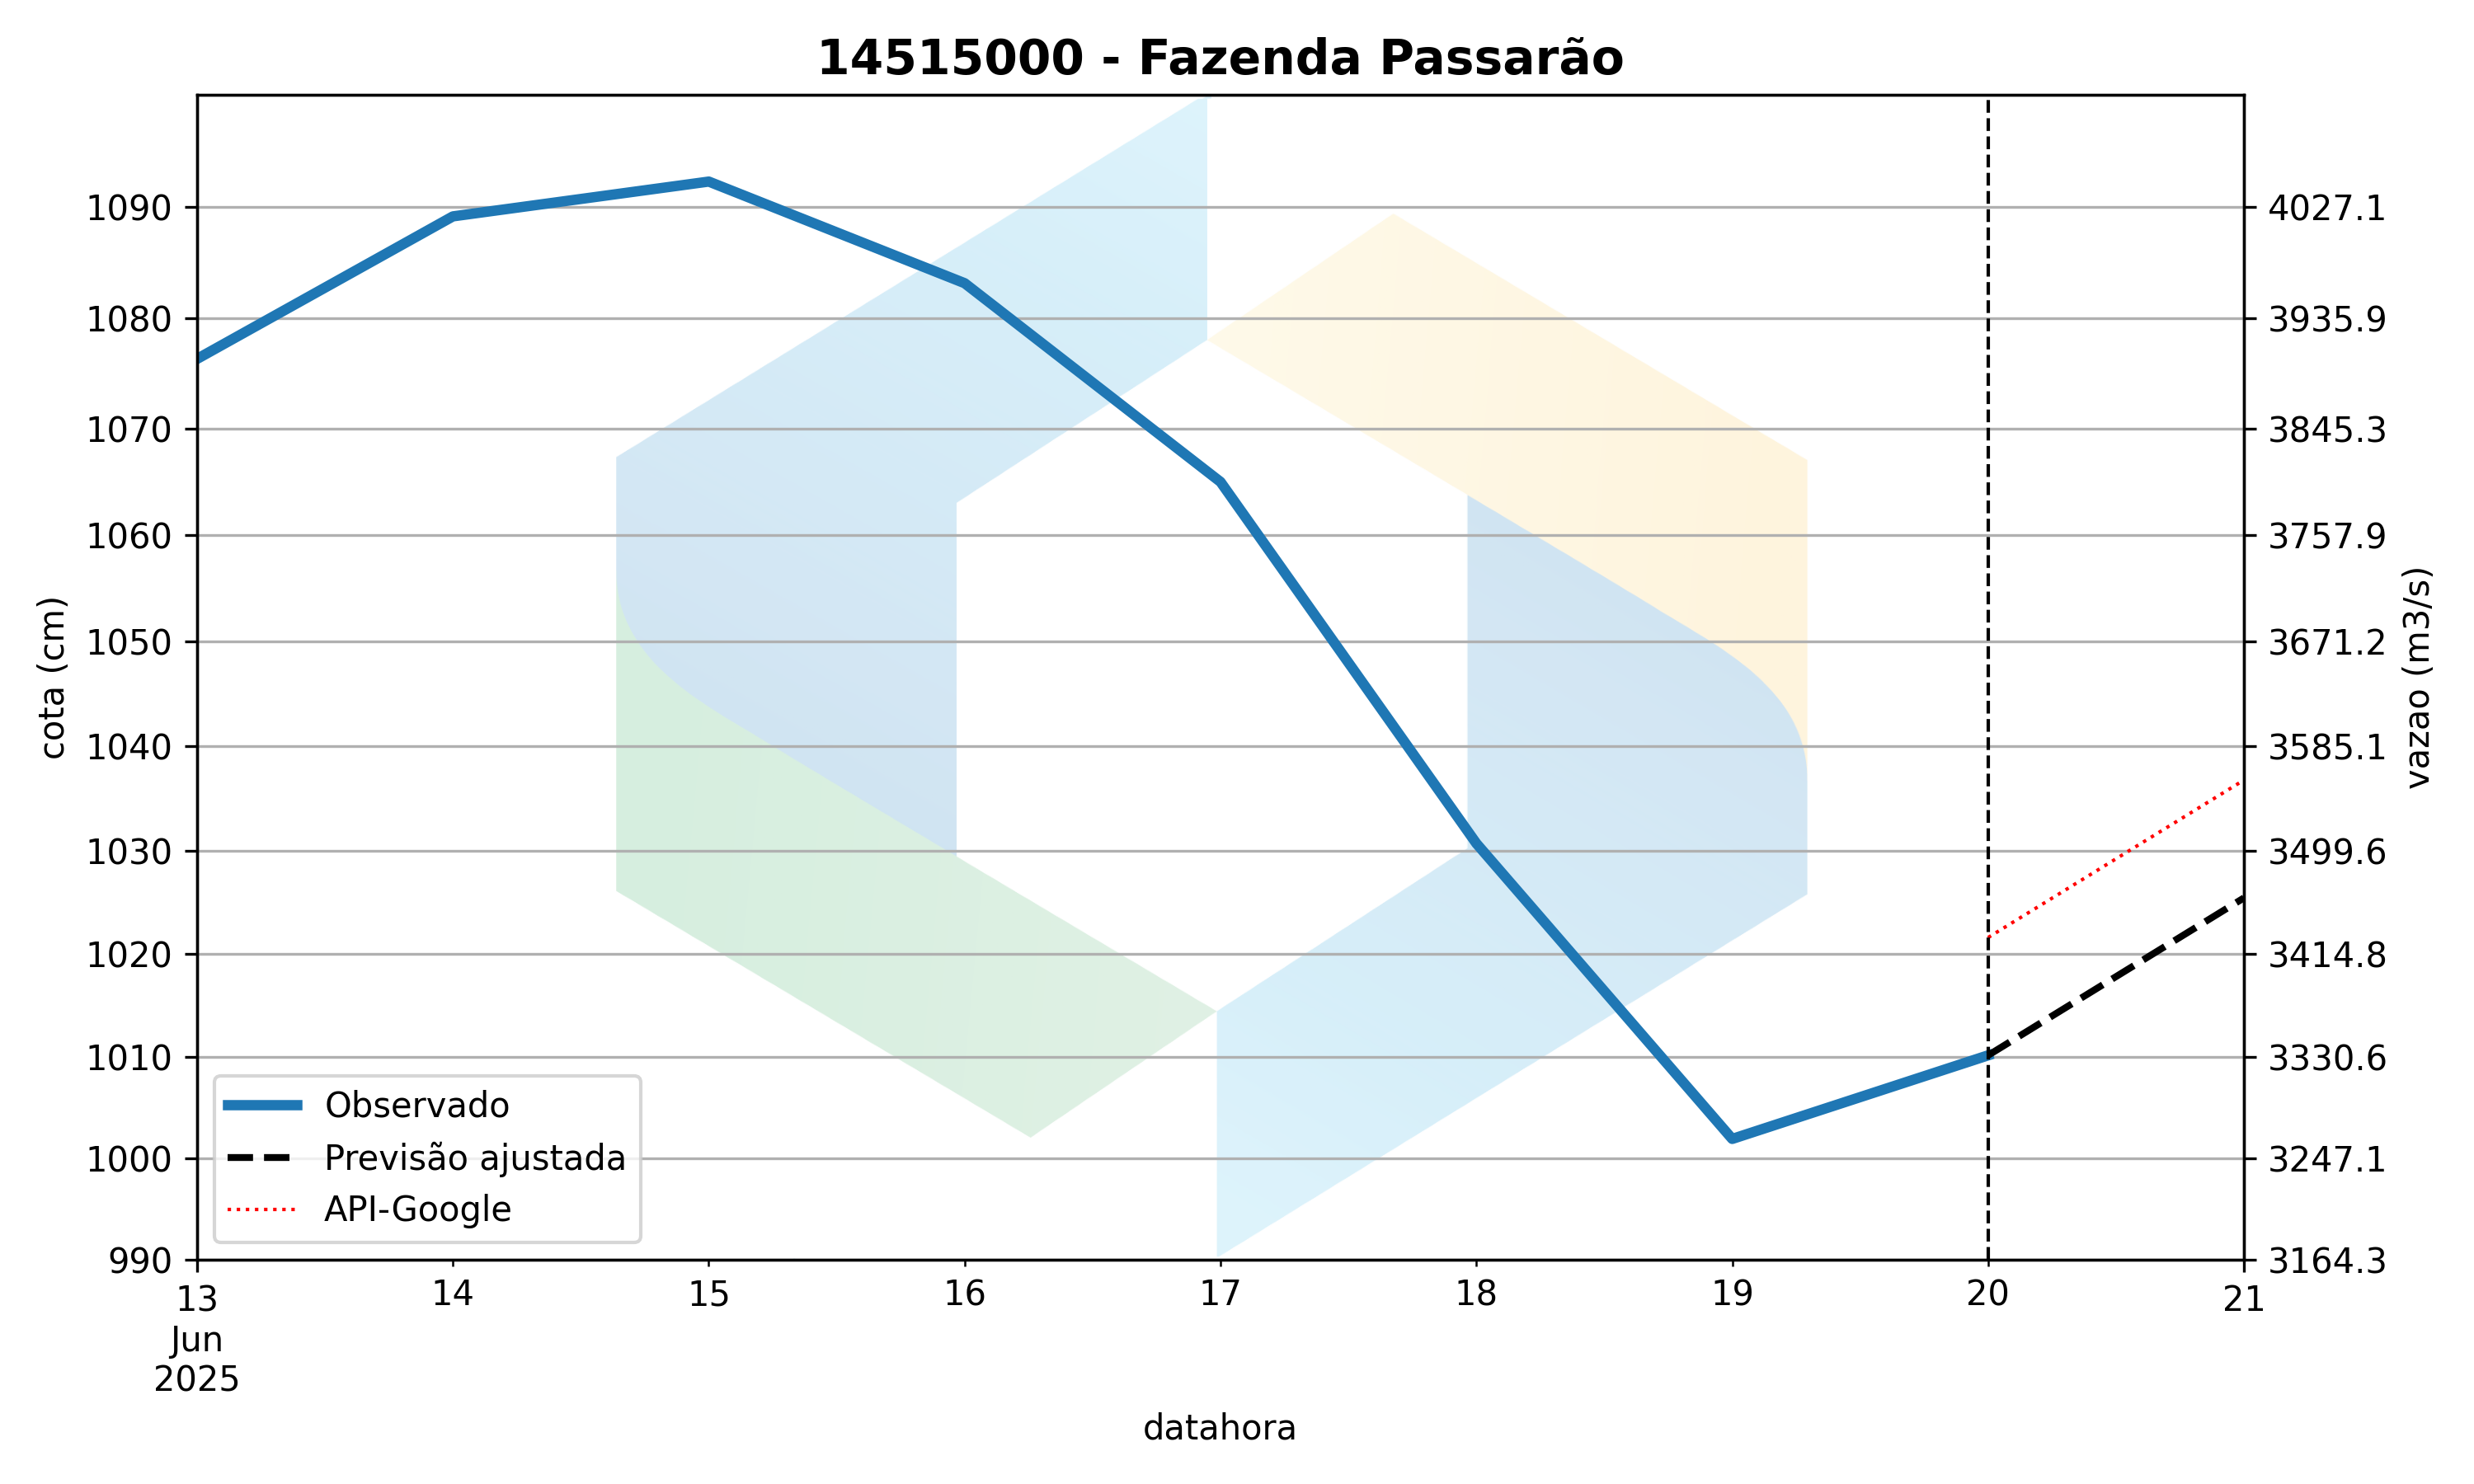 14515000 - Fazenda Passarão
1090
1080
1070
1060
1050
1040
1030
1020
1010
1000
990
cota (cm)
4027.1
3935.9
3845.3
3757.9
3671.2
3585.1
3499.6
3414.8
3330.6
3247.1
3164.3
vazao (m3/s)
Observado
Previsão ajustada
API-Google
13 14 15 16 17 18 19 20 21
Jun
2025
datahora